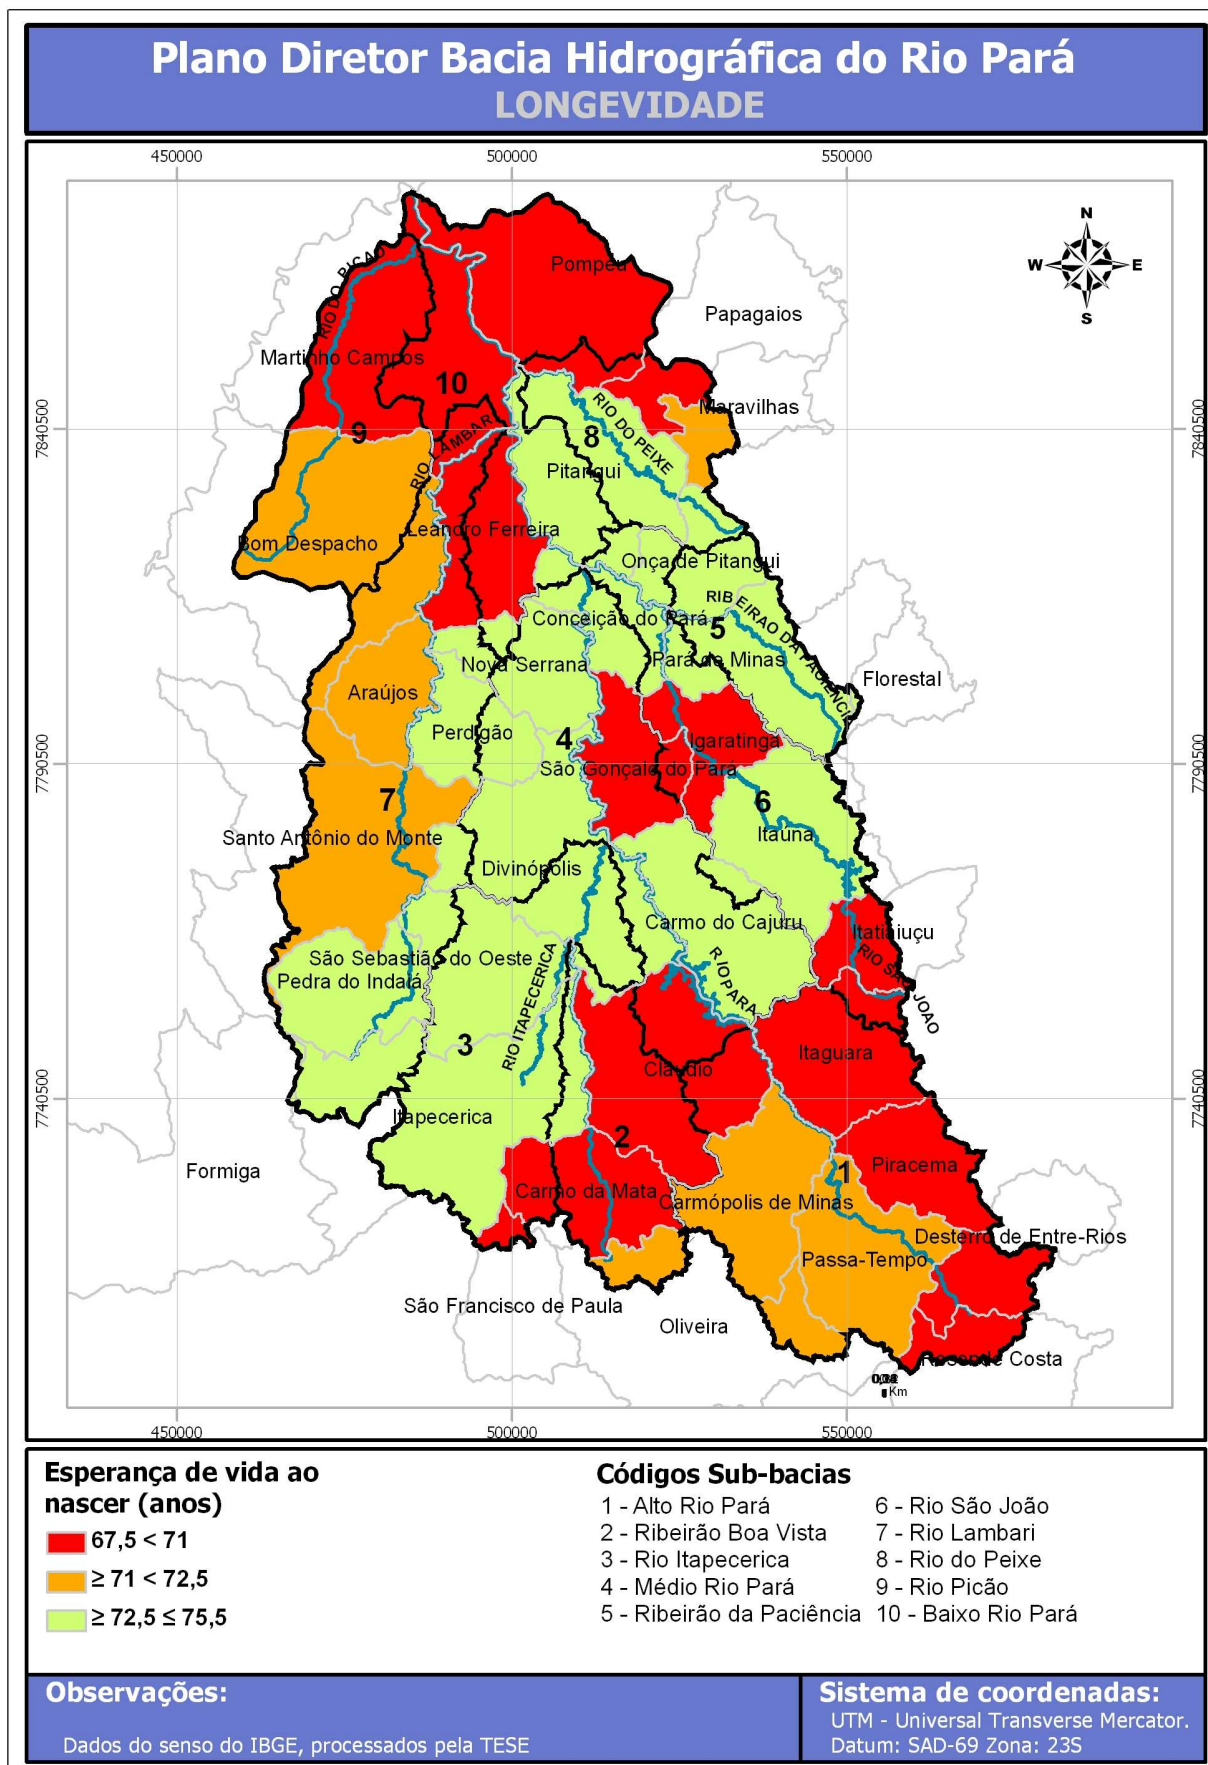 Plano Diretor Bacia Hidrográfica do Rio Pará
LONGEVIDADE
450000 500000 550000
N
W E
S
7840500 7840500
7790500 7790500
7740500 7740500
RIO DO PICAO
Pompeu
Papagaios
Martinho Campos
10
Maravilhas
9
RIO LAMBARI
8
RIO DO PEIXE
Pitangui
Leandro Ferreira
Bom Despacho
Onça de Pitangui
RIBEIRAO DA PACIENCIA
Conceição do Pará
5
Nova Serrana
Pará de Minas
Florestal
Araújos
Perdigão
4
Igaratinga
São Gonçalo do Pará
7
6
Santo Antônio do Monte
Itaúna
Divinópolis
Carmo do Cajuru
Itatiaiuçu
São Sebastião do Oeste
Pedra do Indaiá
RIO ITAPECERICA
RIO PARA
RIO SAO JOAO
3
Itaguara
Cláudio
Itapecerica
2
Formiga
1
Piracema
Carmo da Mata
Carmópolis de Minas
Desterro de Entre-Rios
Passa-Tempo
São Francisco de Paula
Oliveira
Resende Costa
Km
450000 500000 550000
Esperança de vida ao
nascer (anos)
67,5 < 71
≥ 71 < 72,5
≥ 72,5 ≤ 75,5
Códigos Sub-bacias
1 - Alto Rio Pará
2 - Ribeirão Boa Vista
3 - Rio Itapecerica
4 - Médio Rio Pará
5 - Ribeirão da Paciência
6 - Rio São João
7 - Rio Lambari
8 - Rio do Peixe
9 - Rio Picão
10 - Baixo Rio Pará
Observações:
Dados do senso do IBGE, processados pela TESE
Sistema de coordenadas:
UTM - Universal Transverse Mercator.
Datum: SAD-69 Zona: 23S